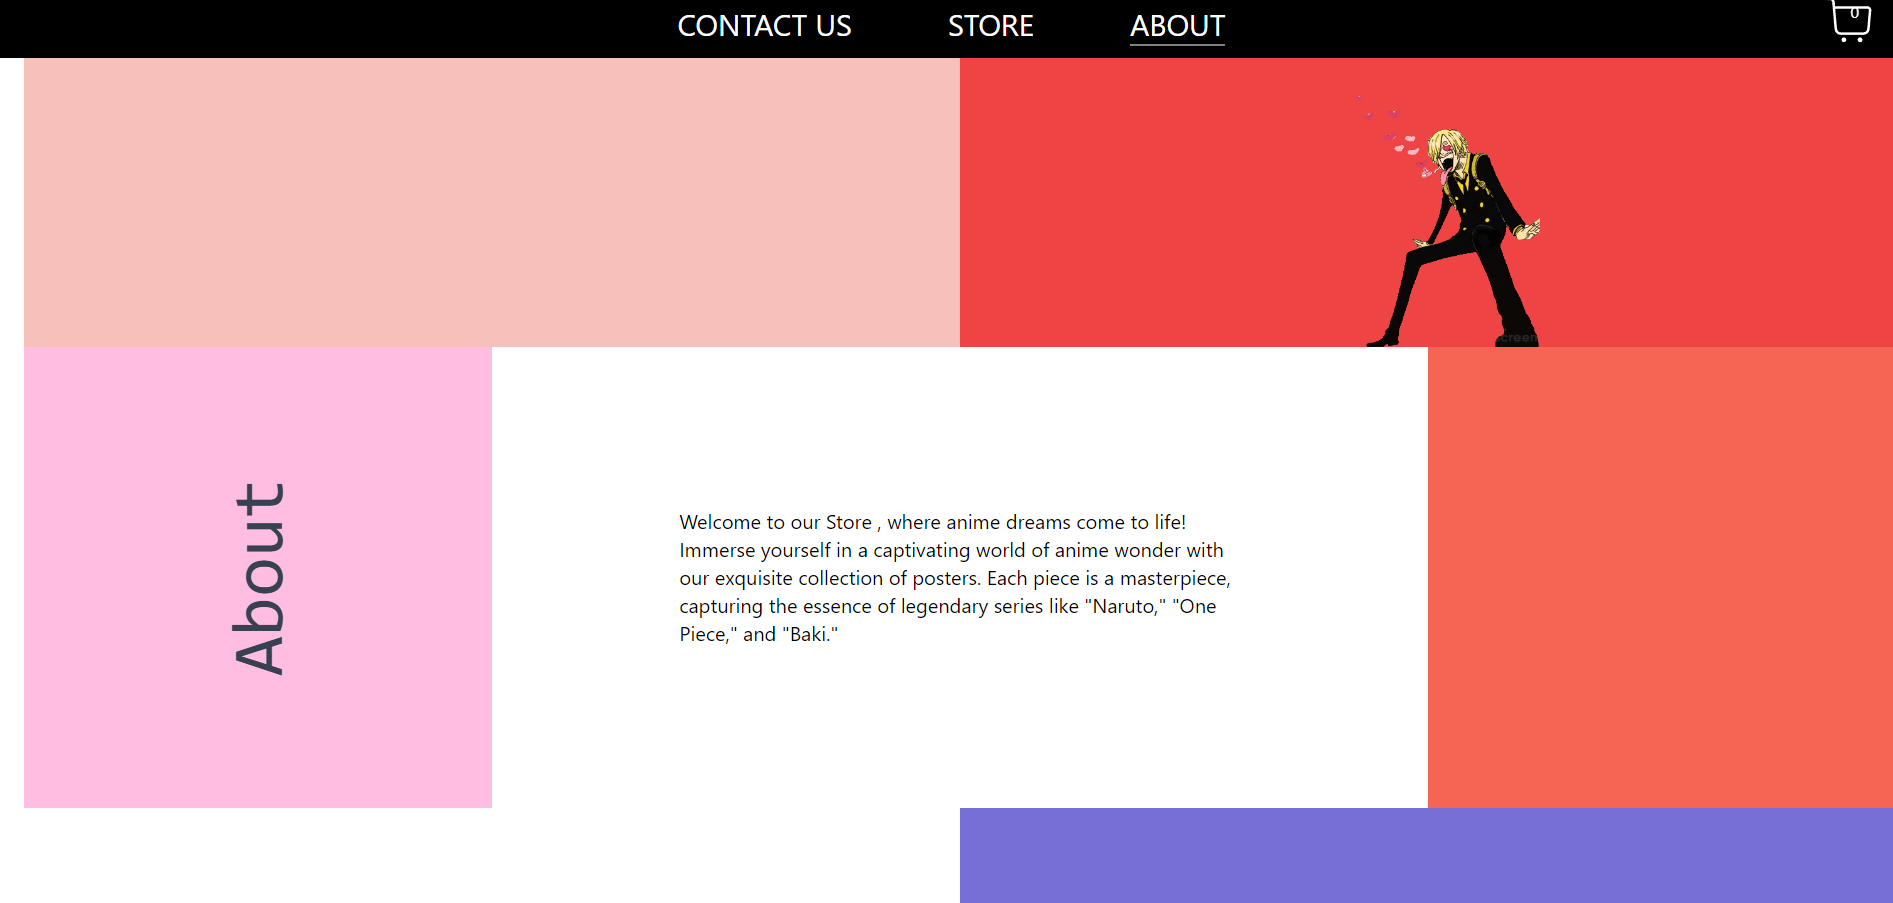 CONTACT US STORE ABOUT 0
screen
About
Welcome to our Store , where anime dreams come to life!
Immerse yourself in a captivating world of anime wonder with
our exquisite collection of posters. Each piece is a masterpiece,
capturing the essence of legendary series like "Naruto," "One
Piece," and "Baki."